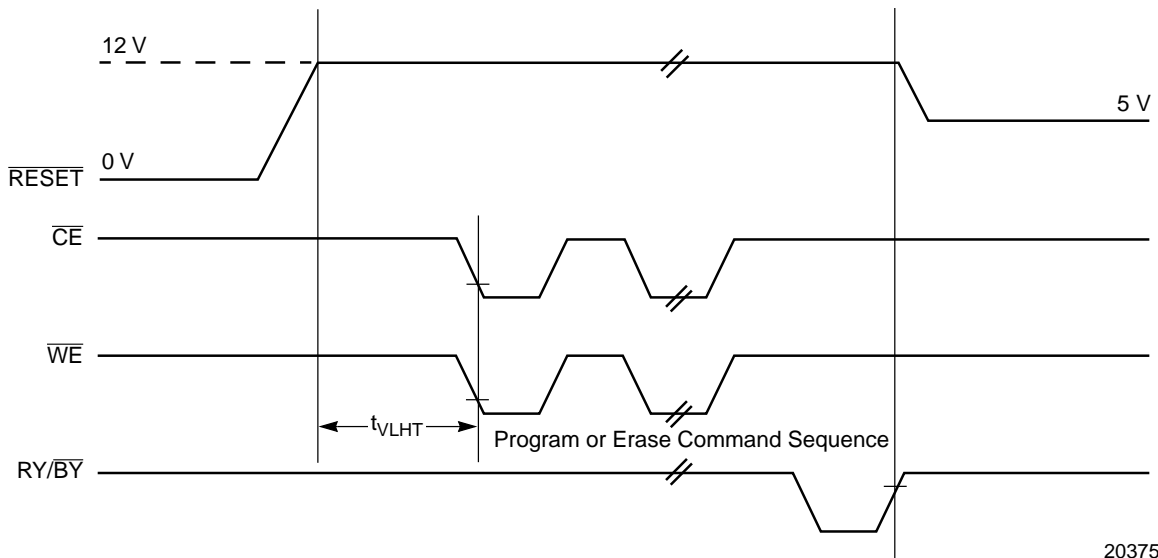 12 V
5 V
0 V
RESET
CE
WE
tVLHT
Program or Erase Command Sequence
RY/BY
20375